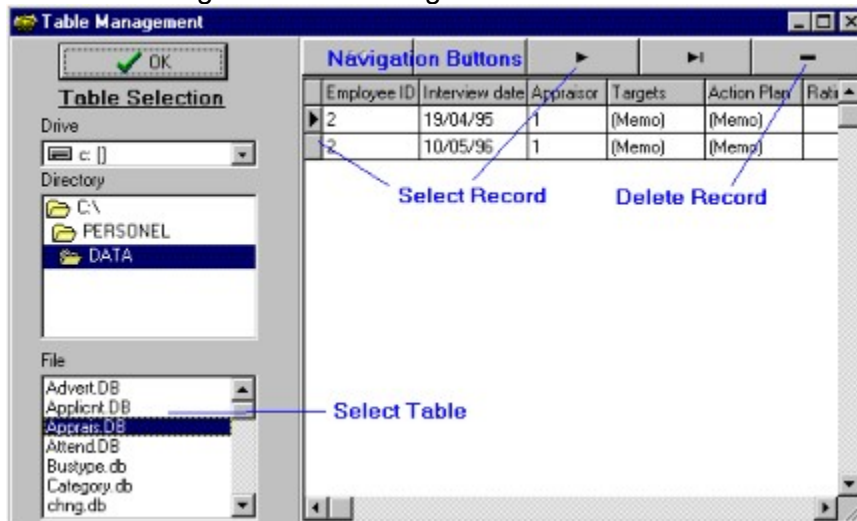 Table Management
OK
Table Selection
Drive
c: []
Directory
C:\
PERSONEL
DATA
File
Advert.DB
Applicnt.DB
Apprais.DB
Attend.DB
Bustype.db
Category.db
chng.db
Navigation Buttons
Employee ID Interview date Appraisor Targets Action Plan Rati
2 19/04/95 1 (Memo) (Memo)
2 10/05/96 1 (Memo) (Memo)
Select Record Delete Record
Select Table